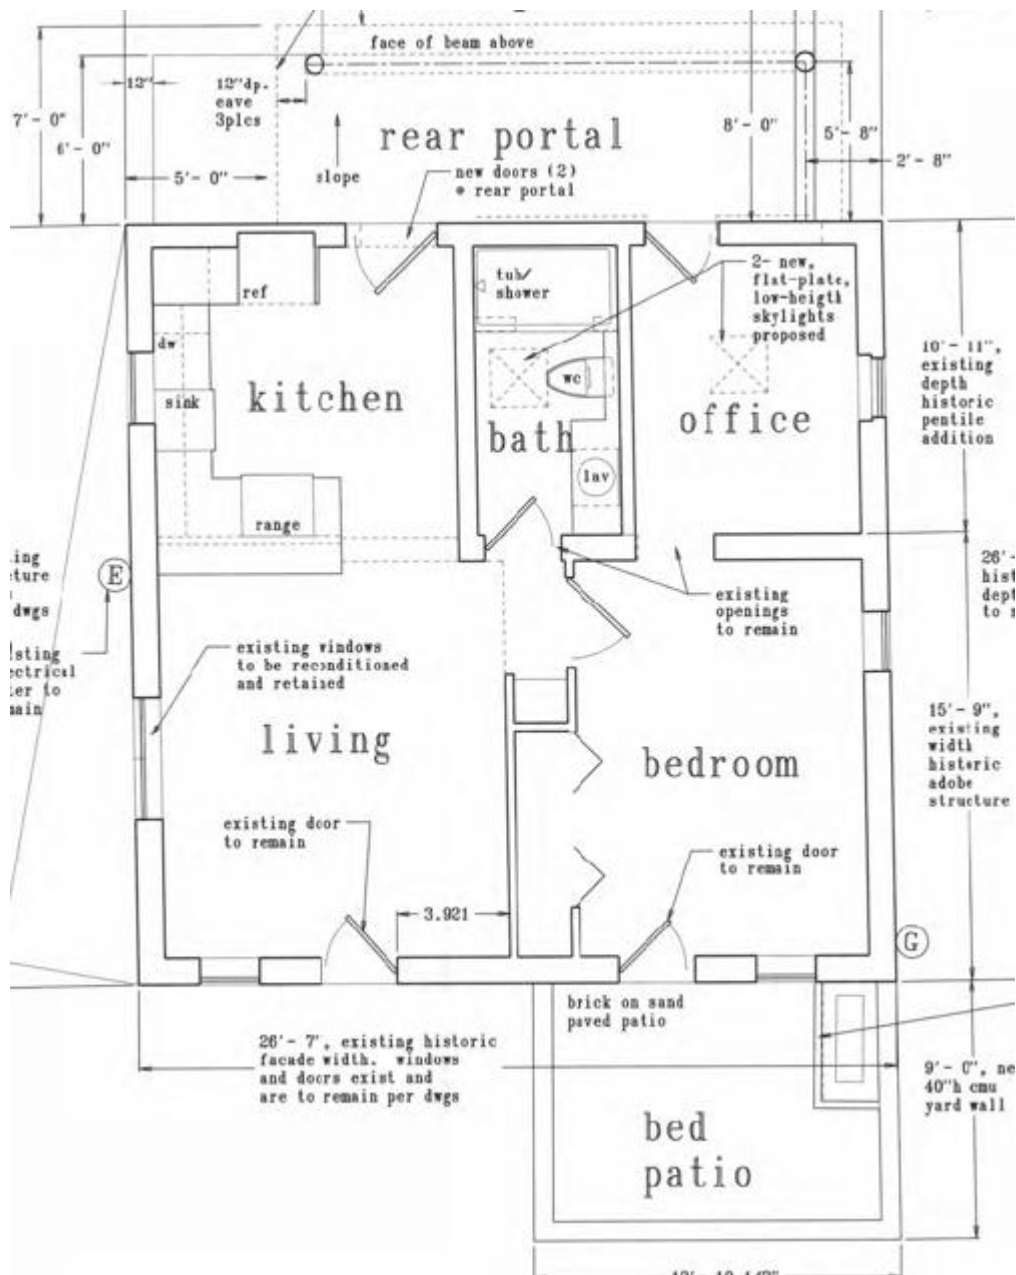 face of beam above
12"
12"dp.
eave
3plcs
7'- 0"
6'- 0"
8'- 0"
5'- 8"
2'- 8"
rear portal
5'- 0"
slope
new doors (2)
@ rear portal
ref
tub/
shower
2- new,
flat-plate,
low-heigth
skylights
proposed
dw
sink
kitchen
wc
bath
office
lav
range
10'- 11",
existing
depth
historic
pentile
addition
E
dwgs
existing
openings
to remain
26'-
to
existing windows
to be reconditioned
and retained
living
bedroom
15'- 9",
existing
width
historic
adobe
structure
existing door
to remain
existing door
to remain
3.921
G
brick on sand
paved patio
26'- 7', existing historic
facade width. windows
and doors exist and
are to remain per dwgs
9'- 0",
40"h cmu
yard wall
bed
patio